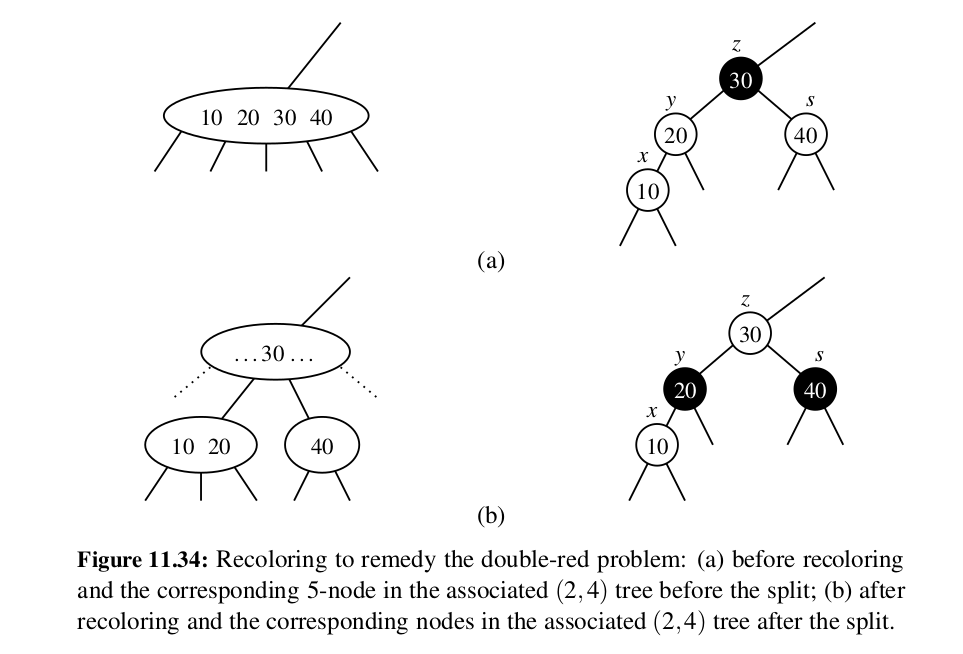 z
30
10 20 30 40
y
s
20
40
x
10
(a)
z
30
...30...
y
s
20
40
x
10 20
40
10
(b)
Figure 11.34: Recoloring to remedy the double-red problem: (a) before recoloring
and the corresponding 5-node in the associated (2,4) tree before the split; (b) after
recoloring and the corresponding nodes in the associated (2,4) tree after the split.